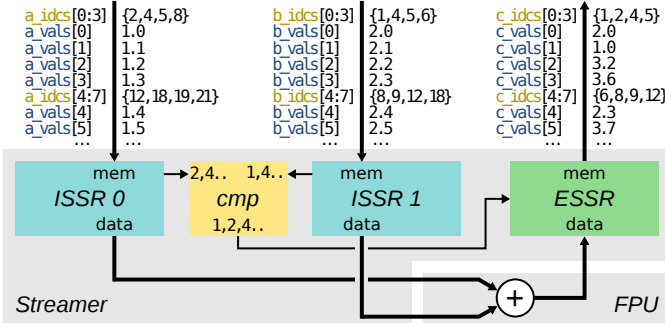 a_idcs[0:3] {2,4,5,8}
a_vals[0] 1.0
a_vals[1] 1.1
a_vals[2] 1.2
a_vals[3] 1.3
a_idcs[4:7] {12,18,19,21}
a_vals[4] 1.4
a_vals[5] 1.5
... ...
b_idcs[0:3] {1,4,5,6}
b_vals[0] 2.0
b_vals[1] 2.1
b_vals[2] 2.2
b_vals[3] 2.3
b_idcs[4:7] {8,9,12,18}
b_vals[4] 2.4
b_vals[5] 2.5
... ...
c_idcs[0:3] {1,2,4,5}
c_vals[0] 2.0
c_vals[1] 1.0
c_vals[2] 3.2
c_vals[3] 3.6
c_idcs[4:7] {6,8,9,12}
c_vals[4] 2.3
c_vals[5] 3.7
... ...
mem
ISSR 0
data
2,4.. 1,4..
cmp
1,2,4..
mem
ISSR 1
data
mem
ESSR
data
+
Streamer
FPU